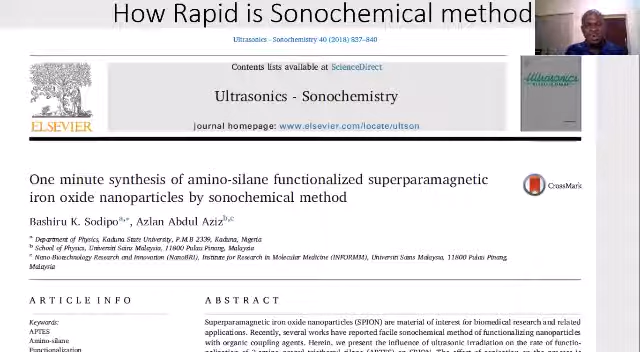 How Rapid is Sonochemical method
Ultrasonics - Sonochemistry 40 (2018) 837–840
Contents lists available at ScienceDirect
Ultrasonics - Sonochemistry
journal homepage: www.elsevier.com/locate/ultson
ELSEVIER
Ultrasonics
CrossMark
One minute synthesis of amino-silane functionalized superparamagnetic
iron oxide nanoparticles by sonochemical method
Bashiru K. Sodipo a,*, Azlan Abdul Aziz b,c
a Department of Physics, Kaduna State University, P.M.B 2339, Kaduna, Nigeria
b School of Physics, Universiti Sains Malaysia, 11800 Pulau Pinang, Malaysia
c Nano-Biotechnology Research and Innovation (NanoBRI), Institute for Research in Molecular Medicine (INFORMM), Universiti Sains Malaysia, 11800 Pulau Pinang,
Malaysia
ARTICLE INFO
Keywords:
APTES
Amino-silane
Functionalization
ABSTRACT
Superparamagnetic iron oxide nanoparticles (SPION) are material of interest for biomedical research and related
applications. Recently, several works have reported facile sonochemical method of functionalizing nanoparticles
with organic coupling agents. Herein, we present the influence of ultrasonic irradiation on the rate of functio-